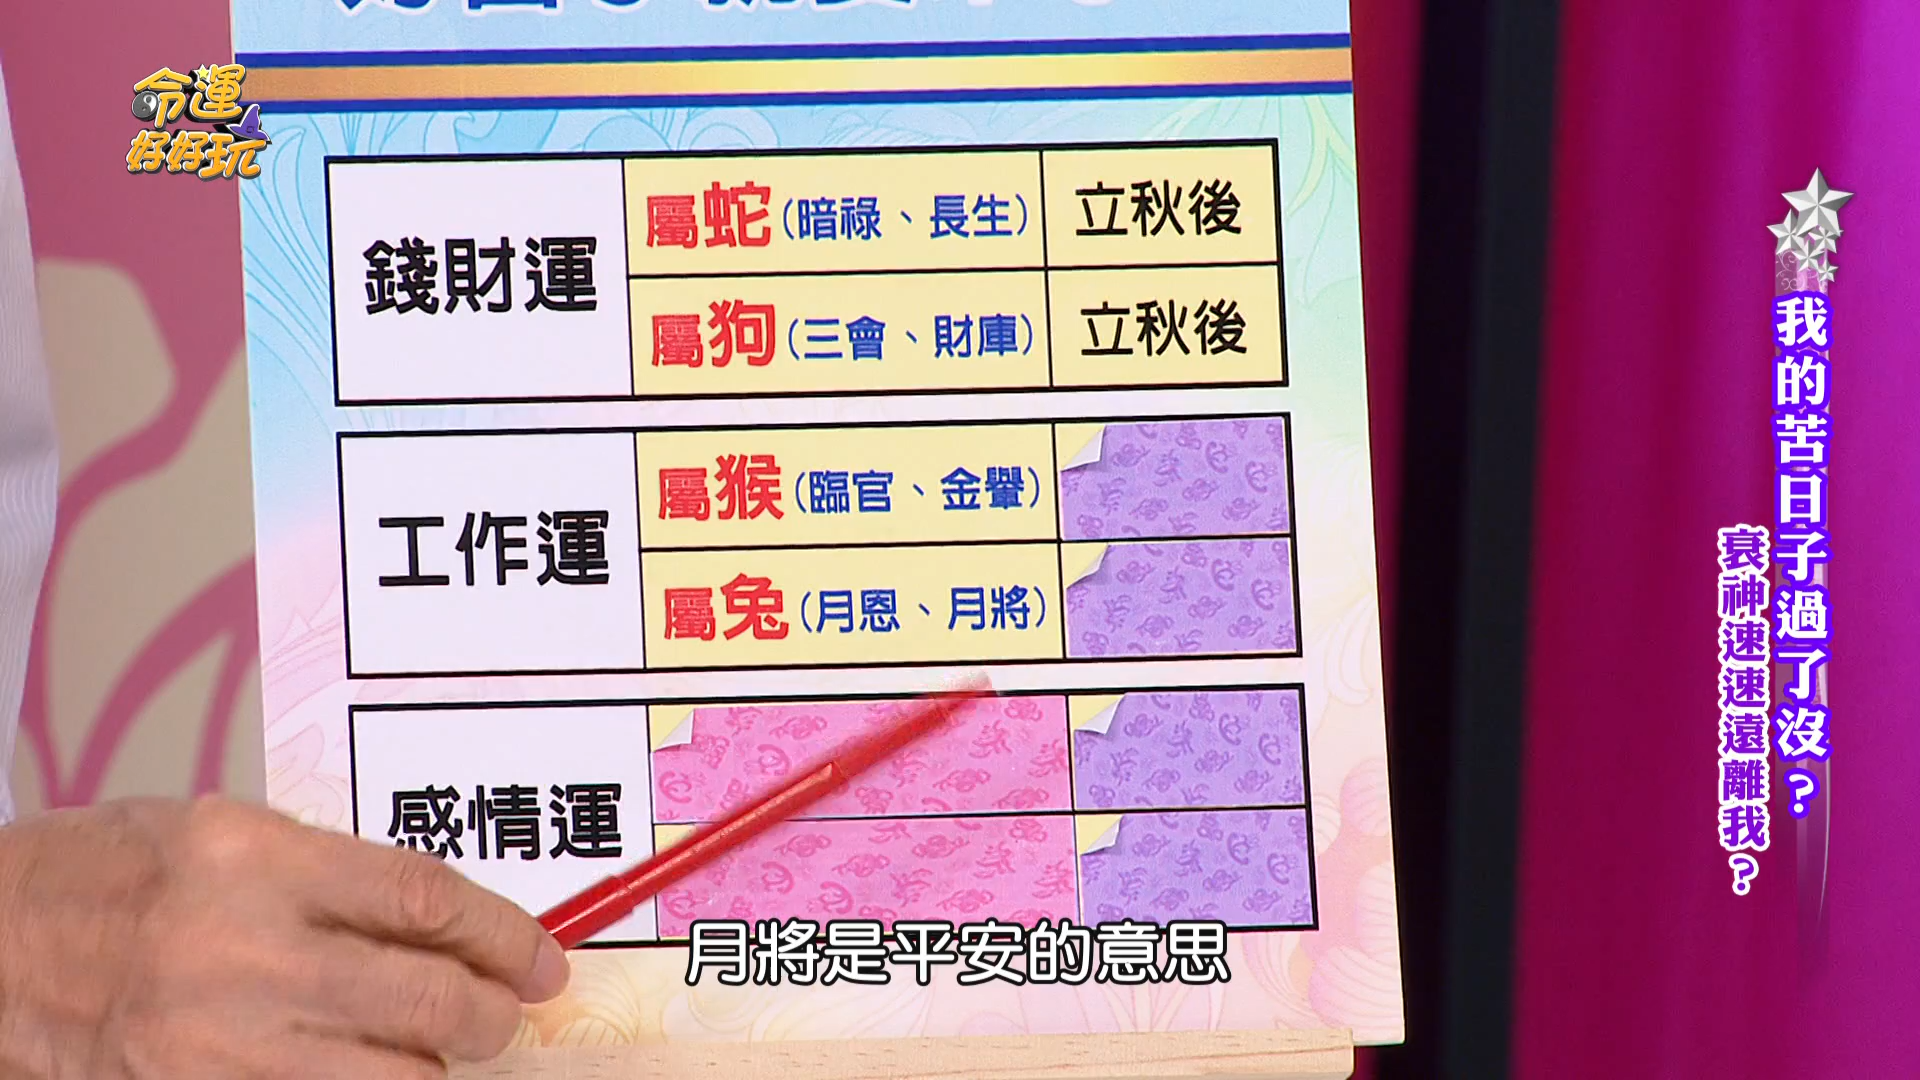 命運
好好玩
錢財運
屬蛇(暗祿、長生)
立秋後
屬狗(三會、財庫)
立秋後
工作運
屬猴(臨官、金轝)
屬兔(月恩、月將)
感情運
我的苦日子過了沒？
衰神速速遠離我？
月將是平安的意思